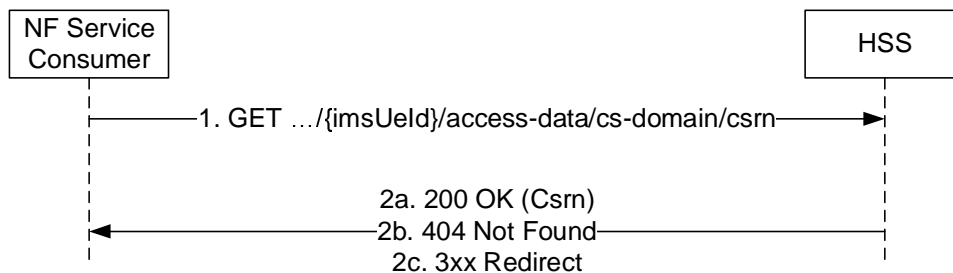 NF Service
Consumer
HSS
1. GET …/{imsUeId}/access-data/cs-domain/csrn
2a. 200 OK (Csrn)
2b. 404 Not Found
2c. 3xx Redirect